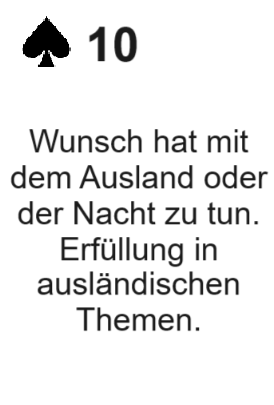 ♠ 10
Wunsch hat mit
dem Ausland oder
der Nacht zu tun.
Erfüllung in
ausländischen
Themen.